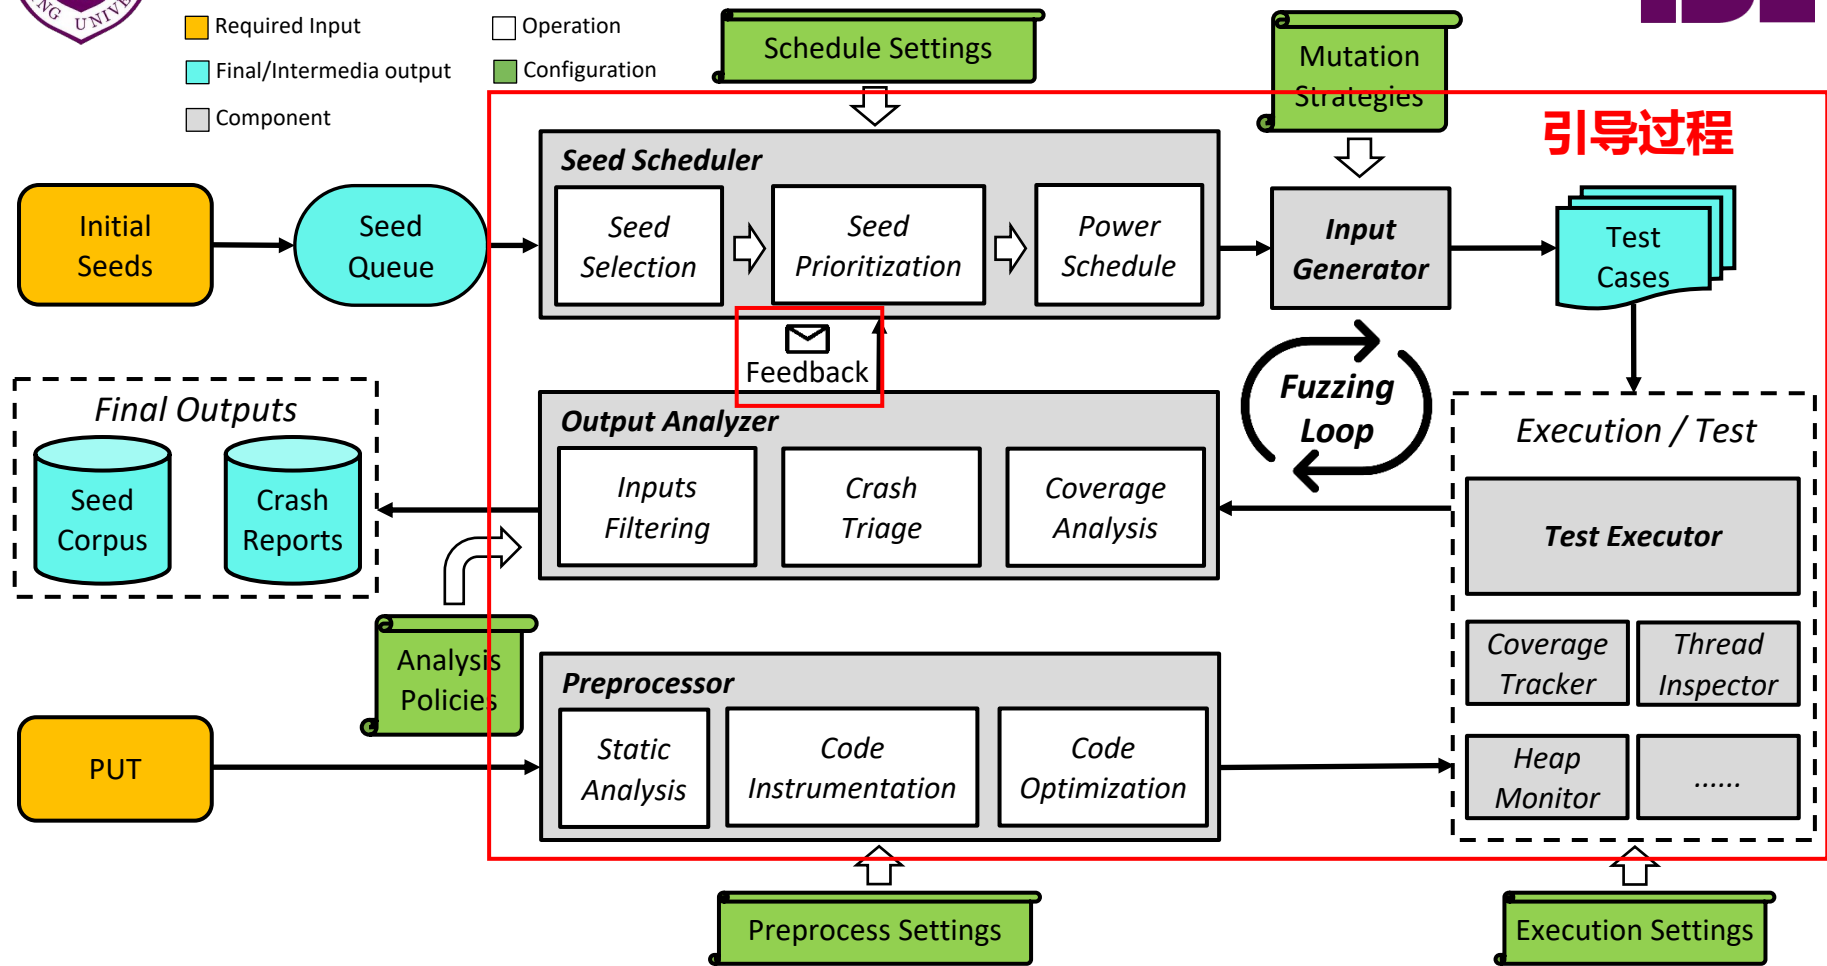 NG UNIVE
Required Input
Operation
Final/Intermedia output
Configuration
Component
Schedule Settings
Mutation
Strategies
引导过程
Seed Scheduler
Initial
Seeds
Seed
Queue
Seed
Selection
Seed
Prioritization
Power
Schedule
Input
Generator
Test
Cases
Feedback
Fuzzing
Loop
Final Outputs
Seed
Corpus
Crash
Reports
Output Analyzer
Inputs
Filtering
Crash
Triage
Coverage
Analysis
Execution / Test
Test Executor
Coverage
Tracker
Thread
Inspector
Heap
Monitor
......
Analysis
Policies
Preprocessor
PUT
Static
Analysis
Code
Instrumentation
Code
Optimization
Preprocess Settings
Execution Settings